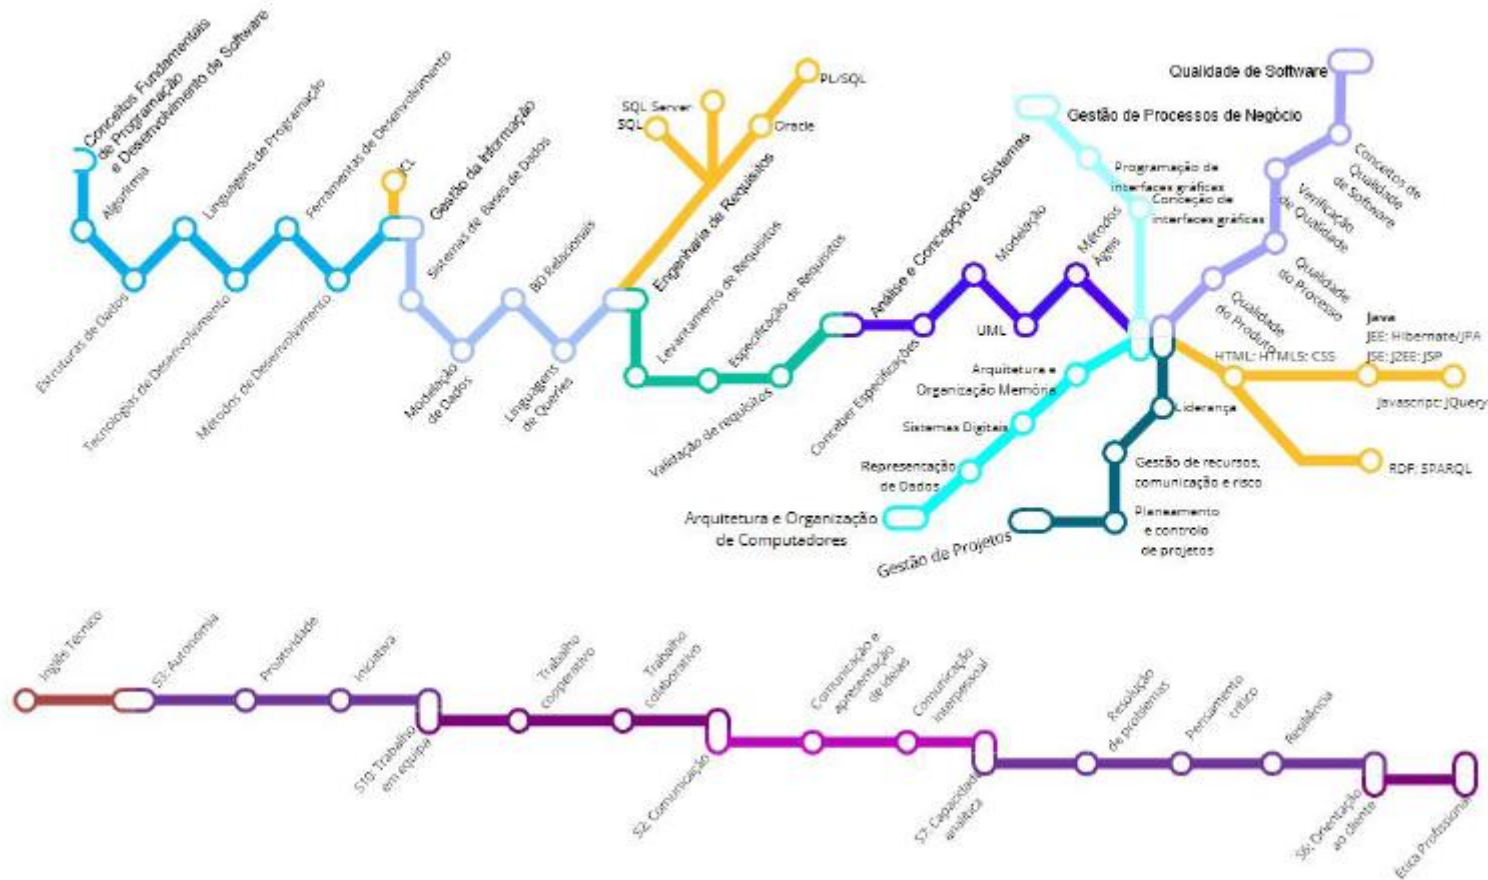 Conceitos Fundamentais
de Programação
e Desenvolvimento de Software
Algoritmia
Estruturas de Dados
Linguagens de Programação
Tecnologias de Desenvolvimento
Ferramentas de Desenvolvimento
Métodos de Desenvolvimento
Gestão da Informação
Sistemas de Bases de Dados
Modelação
de Dados
BD Relacionais
Linguagens
de Queries
SQL Server
SQL
PL/SQL
Oracle
Engenharia de Requisitos
Levantamento de Requisitos
Especificação de Requisitos
Validação de requisitos
Análise e Concepção de Sistemas
Conceber Especificações
Modelação
UML
Métodos
Ágeis
Gestão de Processos de Negócio
Programação de
interfaces gráficas
Conceção de
interfaces gráficas
Qualidade de Software
Conceitos de
Qualidade
de Software
Verificação
de Qualidade
Qualidade
do Processo
Qualidade
do Produto
Java
JEE: Hibernate/JPA
JSE: J2EE: JSP
HTML: HTML5: CSS
Javascript: JQuery
RDF: SPARQL
Arquitetura e
Organização Memória
Sistemas Digitais
Representação
de Dados
Arquitetura e Organização
de Computadores
Liderança
Gestão de recursos,
comunicação e risco
Planeamento
e controlo
de projetos
Gestão de Projetos
Inglês Técnico
S3: Autonomia
Proatividade
Iniciativa
S10: Trabalho
em equipa
Trabalho
cooperativo
Trabalho
colaborativo
S2: Comunicação
Comunicação e
apresentação
de ideias
Comunicação
interpessoal
S7: Capacidade
analítica
Resolução
de problemas
Pensamento
crítico
Resiliência
S6: Orientação
ao cliente
Ética Profissional